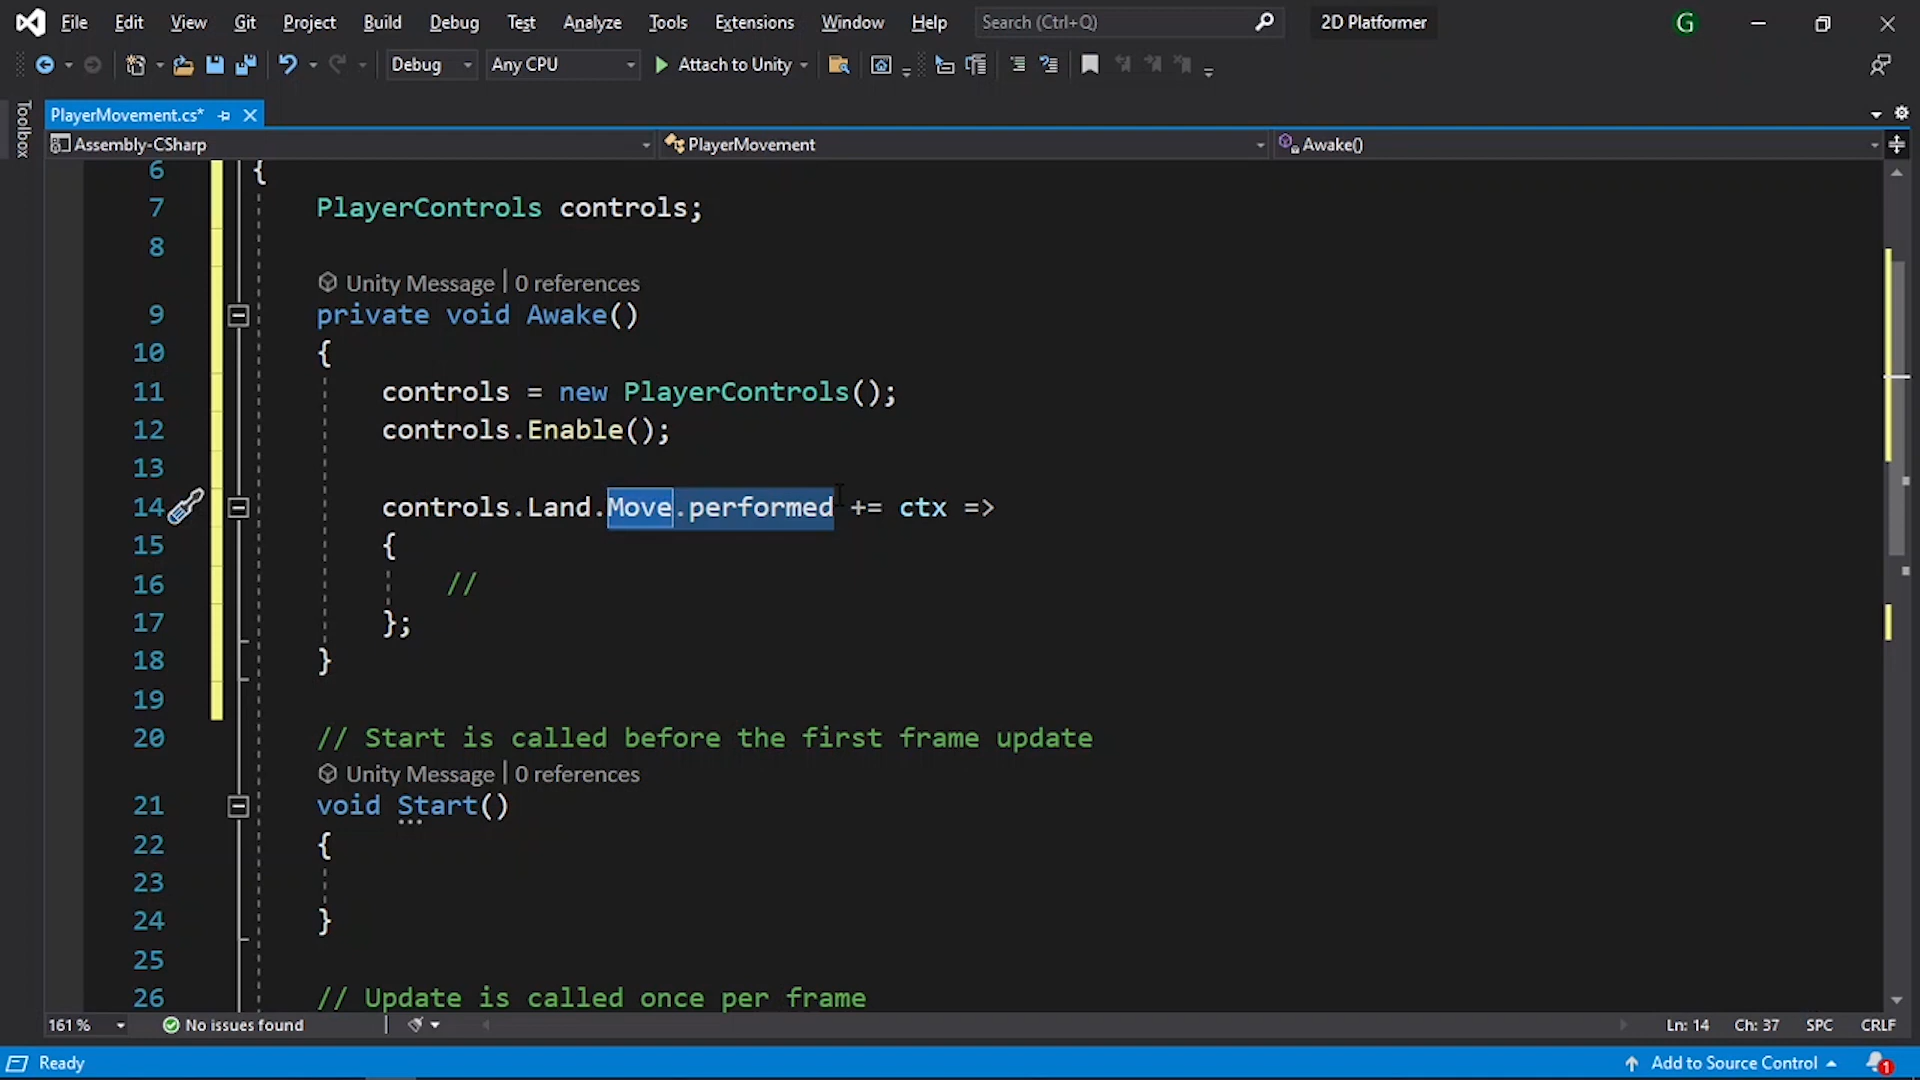 File Edit View Git Project Build Debug Test Analyze Tools Extensions Window Help Search (Ctrl+Q) 2D Platformer G
Debug Any CPU Attach to Unity
Toolbox
PlayerMovement.cs*
Assembly-CSharp PlayerMovement Awake()
6 {
7 PlayerControls controls;
8
Unity Message | 0 references
9 private void Awake()
10 {
11 controls = new PlayerControls();
12 controls.Enable();
13
14 controls.Land.Move.performed += ctx =>
15 {
16 //
17 };
18 }
19
20 // Start is called before the first frame update
Unity Message | 0 references
21 void Start()
22 {
23
24 }
25
26 // Update is called once per frame
161 % No issues found Ln: 14 Ch: 37 SPC CRLF
Ready Add to Source Control 1